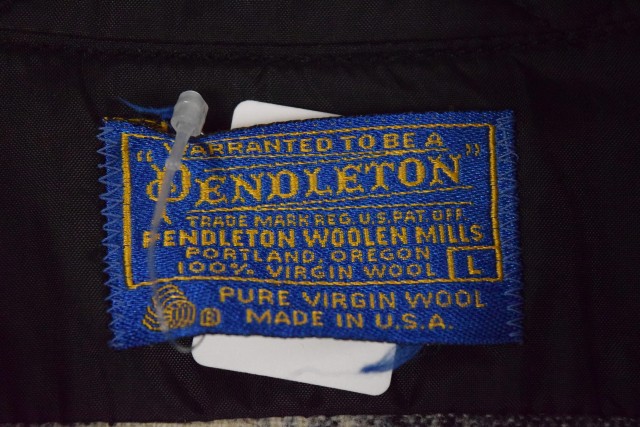 WARRANTED TO BE A
"PENDLETON"
TRADE MARK REG. U.S. PAT. OFF.
PENDLETON WOOLEN MILLS
PORTLAND, OREGON
100% VIRGIN WOOL L
PURE VIRGIN WOOL
® MADE IN U.S.A.